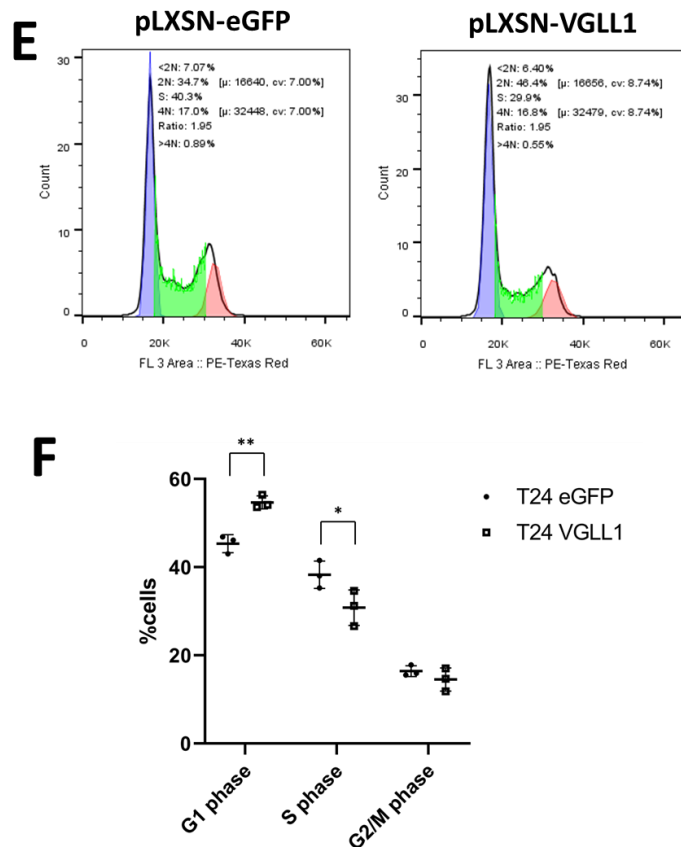 E
pLXSN-eGFP
pLXSN-VGLL1
30
20
10
0
Count
<2N: 7.07%
2N: 34.7% [µ: 16640, cv: 7.00%]
S: 40.3%
4N: 17.0% [µ: 32448, cv: 7.00%]
Ratio: 1.95
>4N: 0.89%
0 20K 40K 60K
FL 3 Area :: PE-Texas Red
30
20
10
0
Count
<2N: 6.40%
2N: 46.4% [µ: 16656, cv: 8.74%]
S: 29.9%
4N: 16.8% [µ: 32479, cv: 8.74%]
Ratio: 1.95
>4N: 0.55%
0 20K 40K 60K
FL 3 Area :: PE-Texas Red
F
%cells
60
40
20
0
**
*
T24 eGFP
T24 VGLL1
G1 phase
S phase
G2/M phase